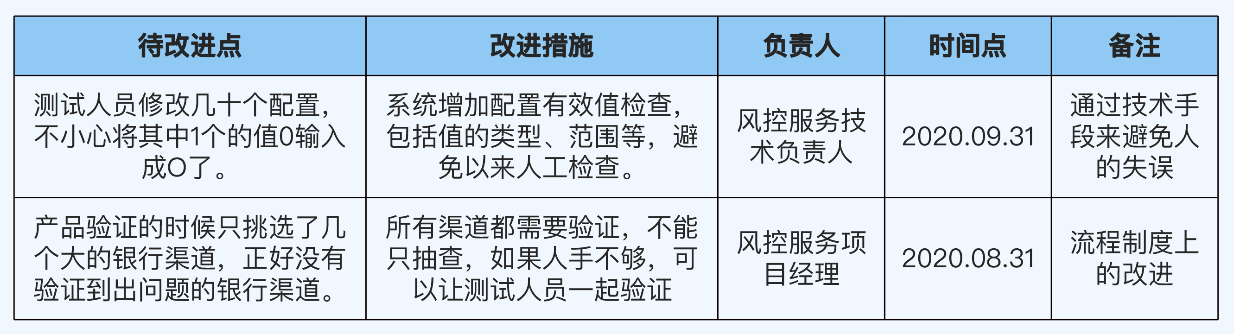 待改进点
改进措施
负责人
时间点
备注
测试人员修改几十个配置，
不小心将其中1个的值0输入
成O了。
系统增加配置有效值检查，
包括值的类型、范围等，避
免以来人工检查。
风控服务技
术负责人
2020.09.31
通过技术手
段来避免人
的失误
产品验证的时候只挑选了几
个大的银行渠道，正好没有
验证到出问题的银行渠道。
所有渠道都需要验证，不能
只抽查，如果人手不够，可
以让测试人员一起验证
风控服务项
目经理
2020.08.31
流程制度上
的改进